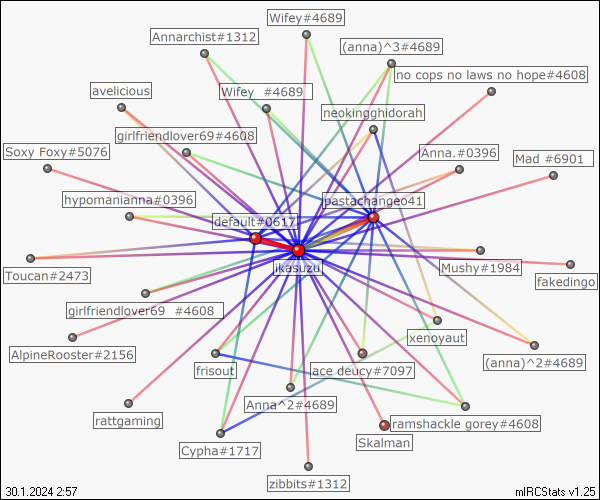 Wifey#4689
Annarchist#1312
(anna)^3#4689
no cops no laws no hope#4608
avelicious
Wifey #4689
neokingghidorah
girlfriendlover69#4608
Soxy Foxy#5076
Anna.#0396
Mad #6901
hypomanianna#0396
pastachange041
default#0617
ikasuzu
Toucan#2473
Mushy#1984
fakedingo
girlfriendlover69 #4608
xenoyaut
AlpineRooster#2156
(anna)^2#4689
frisout
ace deucy#7097
Anna^2#4689
rattgaming
ramshackle gorey#4608
Skalman
Cypha#1717
zibbits#1312
30.1.2024 2:57
mIRCStats v1.25